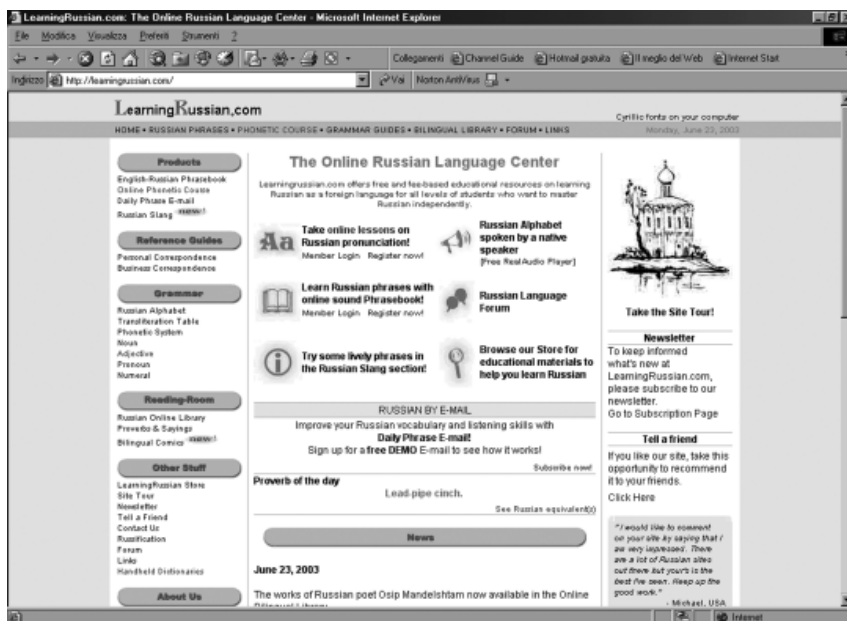 LearningRussian.com: The Online Russian Language Center - Microsoft Internet Explorer
File Modifica Visualizza Preferiti Strumenti ?
Collegamenti Channel Guide Hotmail gratuita Il meglio del Web Internet Start
Indirizzo http://learningrussian.com/ Vai Norton AntiVirus
LearningRussian.com
Cyrillic fonts on your computer
HOME • RUSSIAN PHRASES • PHONETIC COURSE • GRAMMAR GUIDES • BILINGUAL LIBRARY • FORUM • LINKS
Monday, June 23, 2003
Products
English-Russian Phrasebook
Online Phonetic Course
Daily Phrase E-mail
Russian Slang new!
Reference Guides
Personal Correspondence
Business Correspondence
Grammar
Russian Alphabet
Transliteration Table
Phonetic System
Noun
Adjective
Pronoun
Numeral
Reading-Room
Russian Online Library
Proverbs & Sayings
Bilingual Comics new!
Other Stuff
LearningRussian Store
Site Tour
Newsletter
Tell a Friend
Contact Us
Russification
Forum
Links
Handheld Dictionaries
About Us
The Online Russian Language Center
Learningrussian.com offers free and fee-based educational resources on learning
Russian as a foreign language for all levels of students who want to master
Russian independently.
Aa
Take online lessons on
Russian pronunciation!
Member Login Register now!
Russian Alphabet
spoken by a native
speaker
[Free RealAudio Player]
Learn Russian phrases with
online sound Phrasebook!
Member Login Register now!
Russian Language
Forum
Try some lively phrases in
the Russian Slang section!
Browse our Store for
educational materials to
help you learn Russian
RUSSIAN BY E-MAIL
Improve your Russian vocabulary and listening skills with
Daily Phrase E-mail!
Sign up for a free DEMO E-mail to see how it works!
Subscribe now!
Proverb of the day
Lead-pipe cinch.
See Russian equivalent(s)
News
June 23, 2003
The works of Russian poet Osip Mandelshtam now available in the Online
Bilingual Library.
Take the Site Tour!
Newsletter
To keep informed
what's new at
LearningRussian.com,
please subscribe to our
newsletter.
Go to Subscription Page
Tell a friend
If you like our site, take this
opportunity to recommend
it to your friends.
Click Here
"I would like to comment
on your site by saying that I
am very impressed. There
are a lot of Russian sites
out there but your's is the
best I've seen. Keep up the
good work."
- Michael, USA
Internet